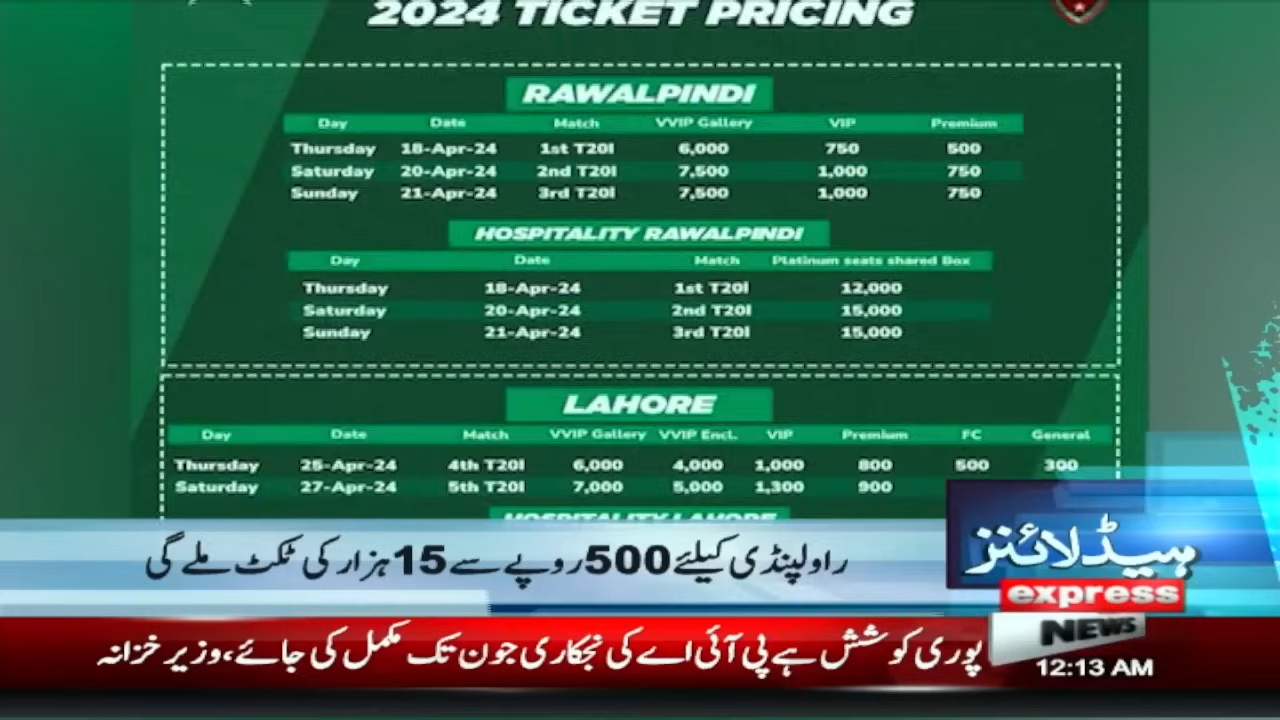 2024 TICKET PRICING
RAWALPINDI
Day Date Match VVIP Gallery VIP Premium
Thursday 18-Apr-24 1st T20I 6,000 750 500
Saturday 20-Apr-24 2nd T20I 7,500 1,000 750
Sunday 21-Apr-24 3rd T20I 7,500 1,000 750
HOSPITALITY RAWALPINDI
Day Date Match Platinum seats shared Box
Thursday 18-Apr-24 1st T20I 12,000
Saturday 20-Apr-24 2nd T20I 15,000
Sunday 21-Apr-24 3rd T20I 15,000
LAHORE
Day Date Match VVIP Gallery VVIP Encl. VIP Premium FC General
Thursday 25-Apr-24 4th T20I 6,000 4,000 1,000 800 500 300
Saturday 27-Apr-24 5th T20I 7,000 5,000 1,300 900
HOSPITALITY LAHORE
راولپنڈی کیلئے 500 روپے سے 15 ہزار کی ٹکٹ ملے گی
ہیڈلائنز
express
NEWS
پوری کوشش ہے پی آئی اے کی نجکاری جون تک مکمل کی جائے، وزیر خزانہ
12:13 AM